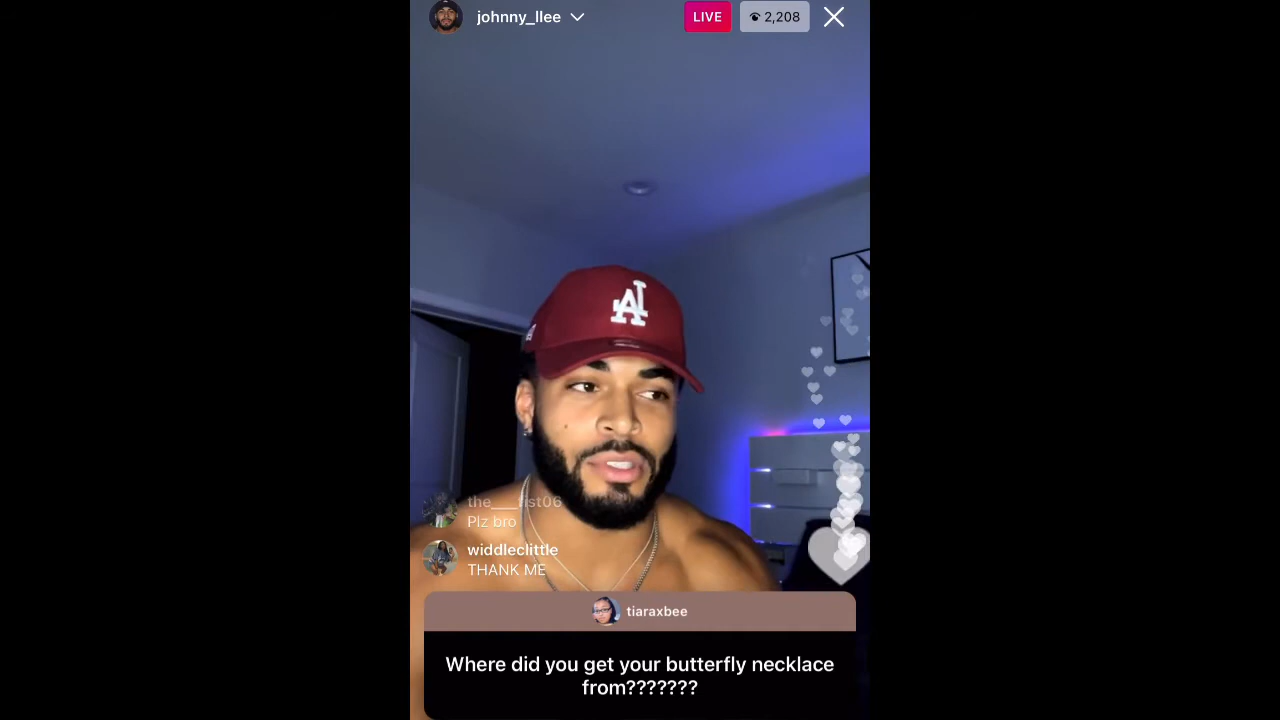 johnny_llee
LIVE
2,208
LA
the___fist06
Plz bro
widdleclittle
THANK ME
tiaraxbee
Where did you get your butterfly necklace
from???????